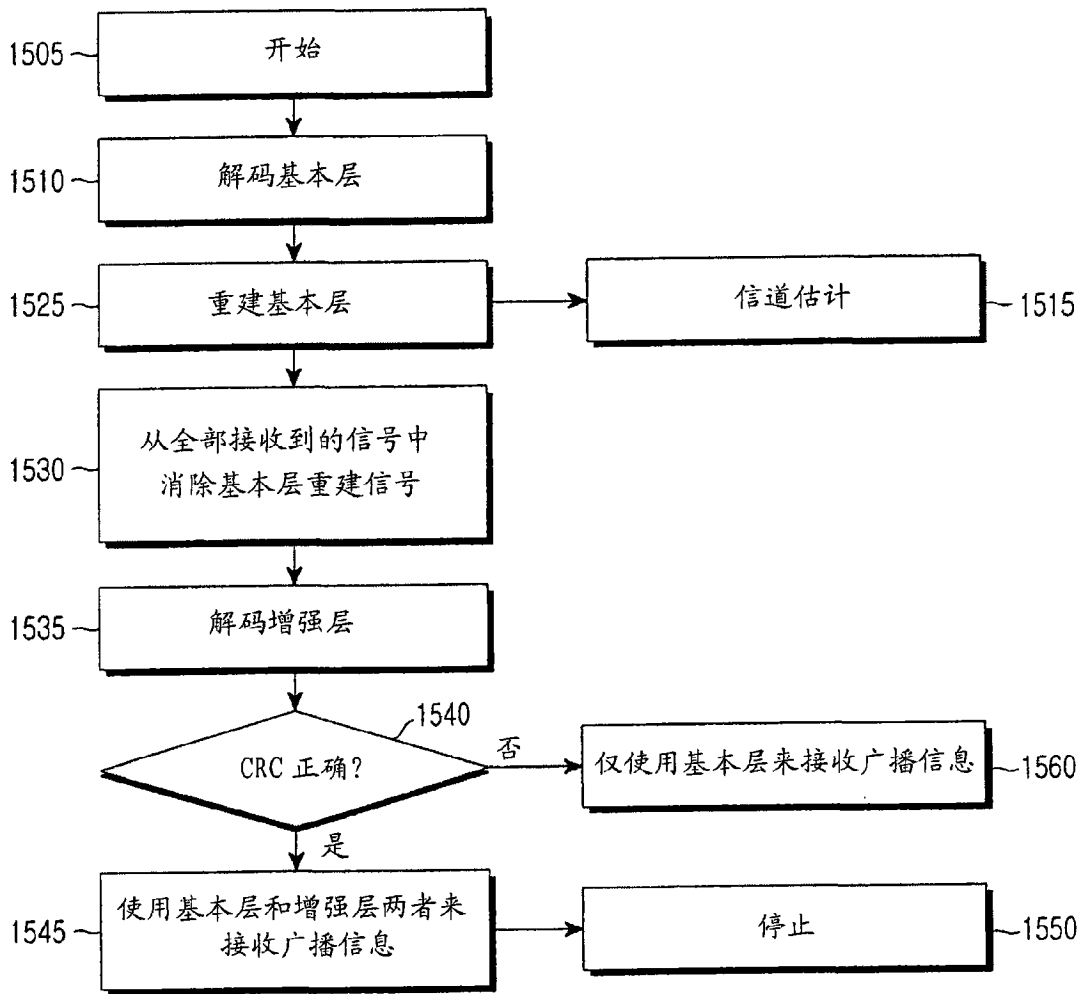 1505
开始
1510
解码基本层
1525
重建基本层
信道估计
1515
1530
从全部接收到的信号中
消除基本层重建信号
1535
解码增强层
1540
CRC 正确?
否
仅使用基本层来接收广播信息
1560
是
1545
使用基本层和增强层两者来
接收广播信息
停止
1550